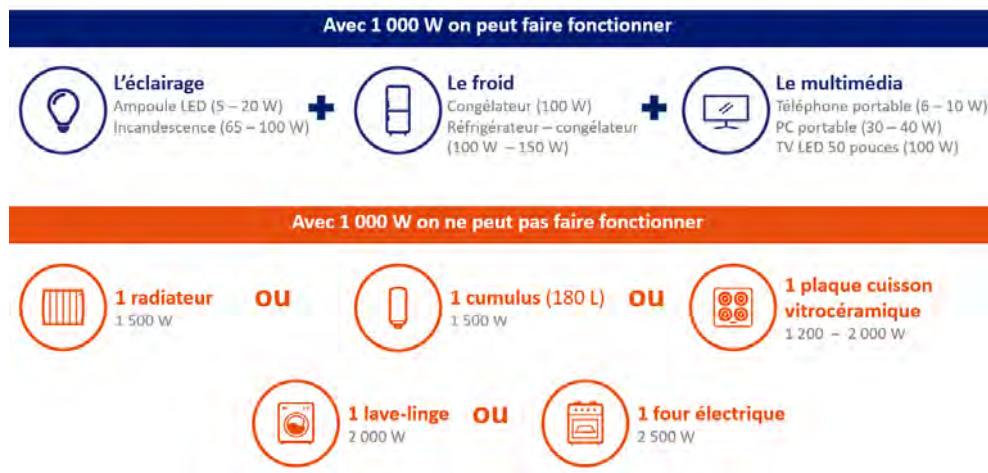 Avec 1 000 W on peut faire fonctionner
L'éclairage
Ampoule LED (5 – 20 W)
Incandescence (65 – 100 W)
+
Le froid
Congélateur (100 W)
Réfrigérateur – congélateur
(100 W – 150 W)
+
Le multimédia
Téléphone portable (6 – 10 W)
PC portable (30 – 40 W)
TV LED 50 pouces (100 W)
Avec 1 000 W on ne peut pas faire fonctionner
1 radiateur
1 500 W
ou
1 cumulus (180 L)
1 500 W
ou
1 plaque cuisson
vitrocéramique
1 200 – 2 000 W
1 lave-linge
2 000 W
ou
1 four électrique
2 500 W